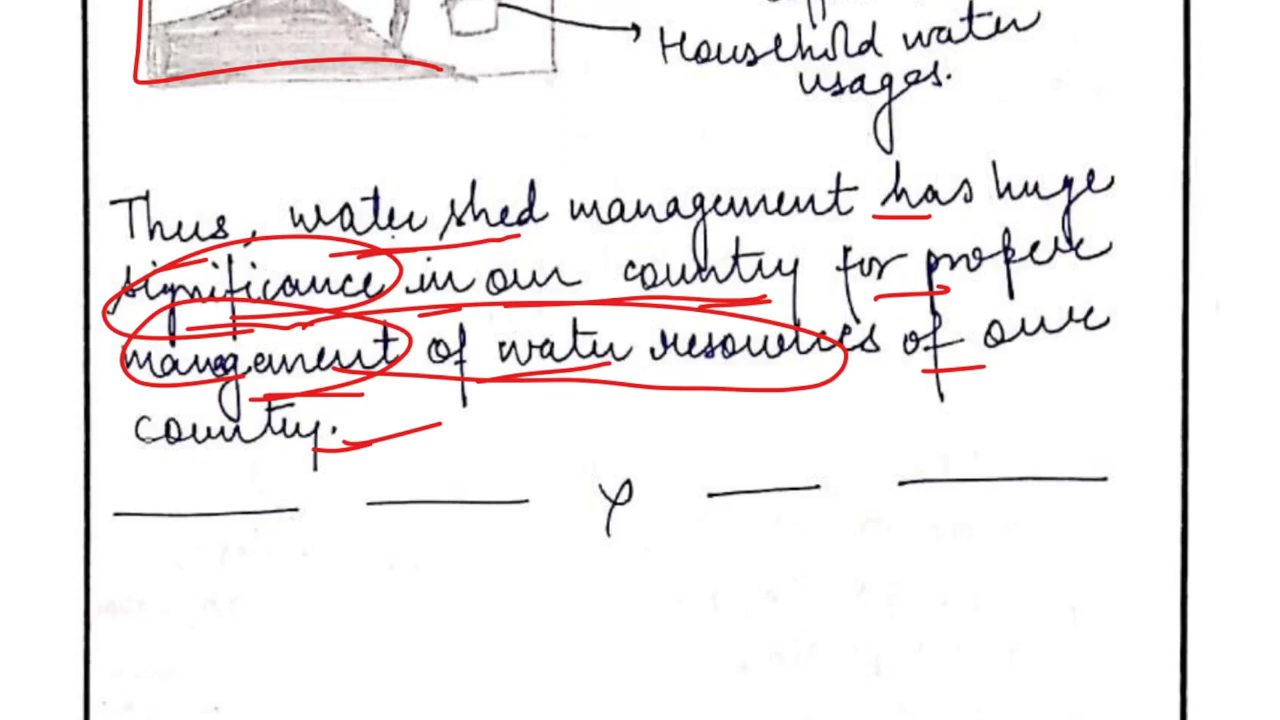 Household water
usages.
Thus, water shed management has huge
significance in our country for proper
management of water resources of our
country.